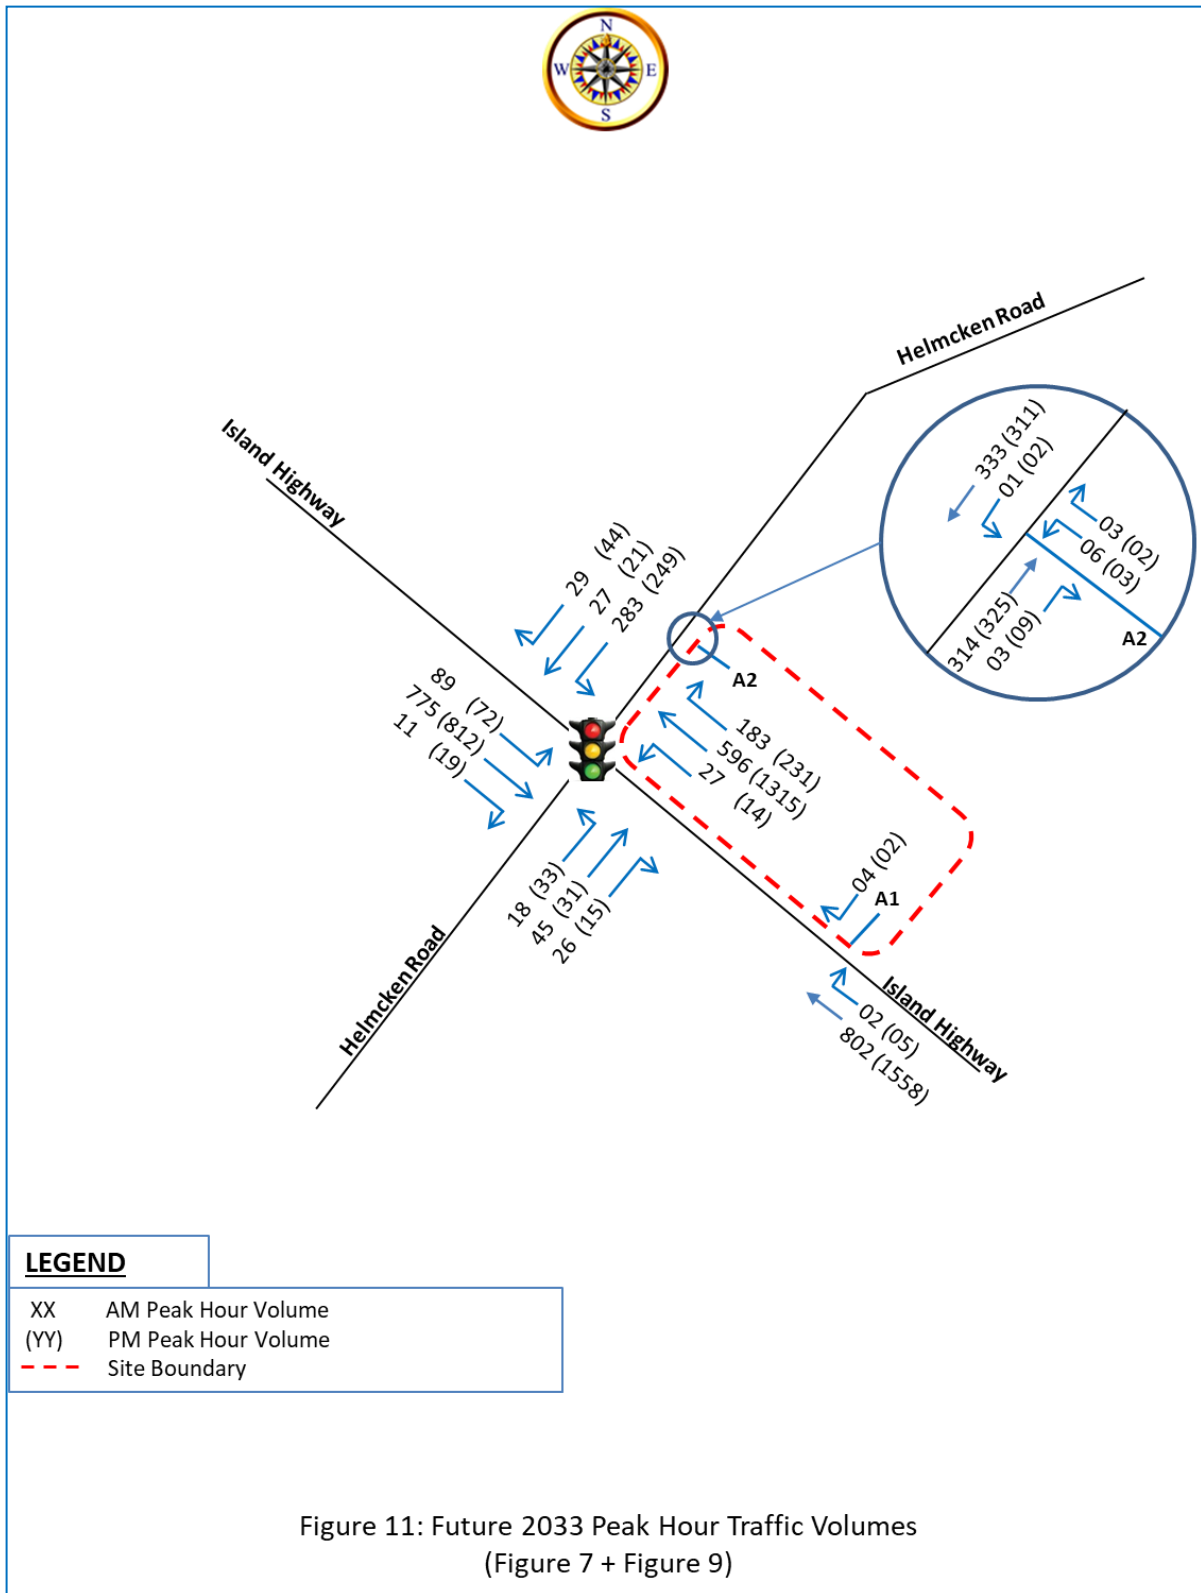 N
W E
S
Helmcken Road
Island Highway
333 (311)
01 (02)
03 (02)
06 (03)
314 (325)
03 (09)
A2
29 (44)
27 (21)
283 (249)
A2
89 (72)
775 (812)
11 (19)
183 (231)
596 (1315)
27 (14)
18 (33)
45 (31)
26 (15)
04 (02)
A1
Helmcken Road
Island Highway
02 (05)
802 (1558)
LEGEND
XX AM Peak Hour Volume
(YY) PM Peak Hour Volume
Site Boundary
Figure 11: Future 2033 Peak Hour Traffic Volumes
(Figure 7 + Figure 9)